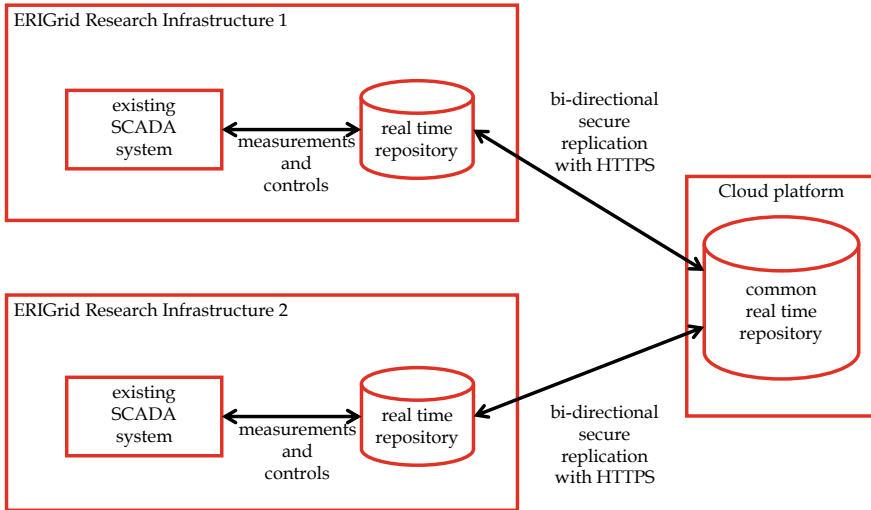 ERIGrid Research Infrastructure 1
existing
SCADA
system
measurements
and
controls
real time
repository
bi-directional
secure
replication
with HTTPS
Cloud platform
common
real time
repository
ERIGrid Research Infrastructure 2
existing
SCADA
system
measurements
and
controls
real time
repository
bi-directional
secure
replication
with HTTPS